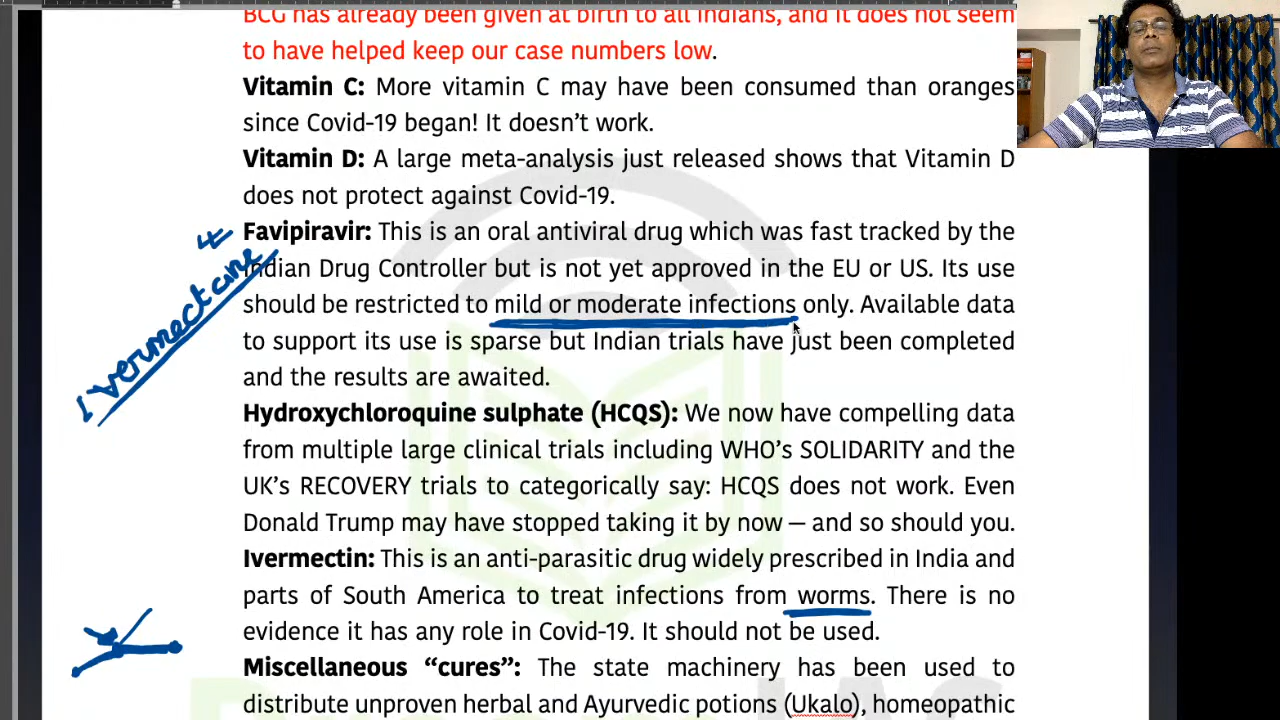 BCG has already been given at birth to all Indians, and it does not seem
to have helped keep our case numbers low.
Vitamin C: More vitamin C may have been consumed than oranges
since Covid-19 began! It doesn't work.
Vitamin D: A large meta-analysis just released shows that Vitamin D
does not protect against Covid-19.
Favipiravir: This is an oral antiviral drug which was fast tracked by the
Indian Drug Controller but is not yet approved in the EU or US. Its use
should be restricted to mild or moderate infections only. Available data
to support its use is sparse but Indian trials have just been completed
and the results are awaited.
Hydroxychloroquine sulphate (HCQS): We now have compelling data
from multiple large clinical trials including WHO's SOLIDARITY and the
UK's RECOVERY trials to categorically say: HCQS does not work. Even
Donald Trump may have stopped taking it by now — and so should you.
Ivermectin: This is an anti-parasitic drug widely prescribed in India and
parts of South America to treat infections from worms. There is no
evidence it has any role in Covid-19. It should not be used.
Miscellaneous "cures": The state machinery has been used to
distribute unproven herbal and Ayurvedic potions (Ukalo), homeopathic